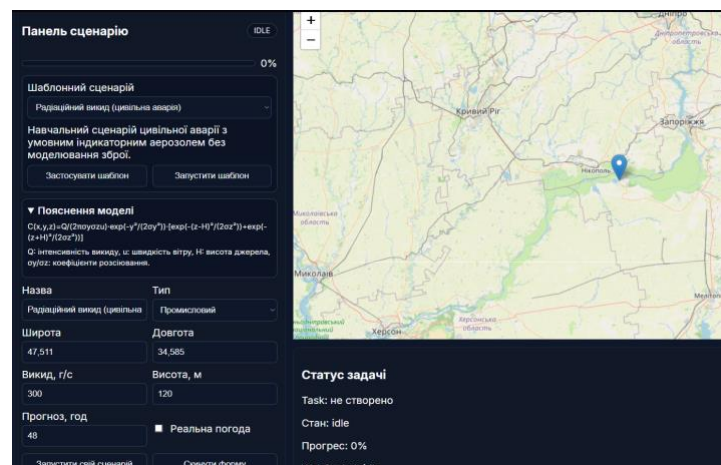 Панель сценарію
IDLE
0%
Шаблонний сценарій
Радіаційний викид (цивільна аварія)
Навчальний сценарій цивільної аварії з
умовним індикаторним аерозолем без
моделювання зброї.
Застосувати шаблон
Запустити шаблон
▼ Пояснення моделі
C(x,y,z)=Q/(2πσyσzu)·exp(-y²/(2σy²))·[exp(-(z-H)²/(2σz²))+exp(-
(z+H)²/(2σz²))]
Q: інтенсивність викиду, u: швидкість вітру, H: висота джерела,
σy/σz: коефіцієнти розсіювання.
Назва
Тип
Радіаційний викид (цивільна
Промисловий
Широта
Довгота
47,511
34,585
Викид, г/с
Висота, м
300
120
Прогноз, год
48
Реальна погода
Запустити свій сценарій
Скинути форму
+
−
Дніпро
Дніпропетровська
область
Кривий Ріг
Запоріжжя
Нікополь
Миколаївська
область
Миколаїв
Херсон
Херсонська
область
Статус задачі
Task: не створено
Стан: idle
Прогрес: 0%